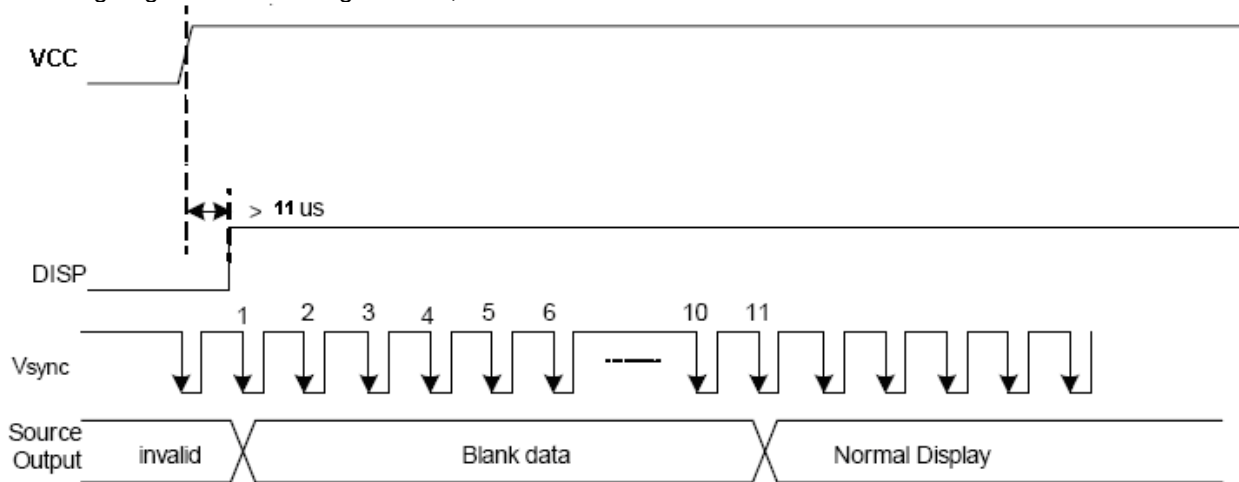 VCC
> 11 us
DISP
1 2 3 4 5 6 10 11
Vsync
Source
Output
invalid
Blank data
Normal Display